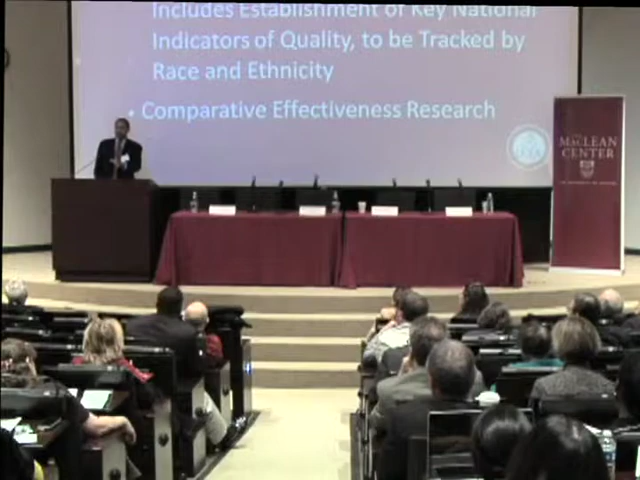 Includes Establishment of Key National
Indicators of Quality, to be Tracked by
Race and Ethnicity
• Comparative Effectiveness Research
MACLEAN
CENTER